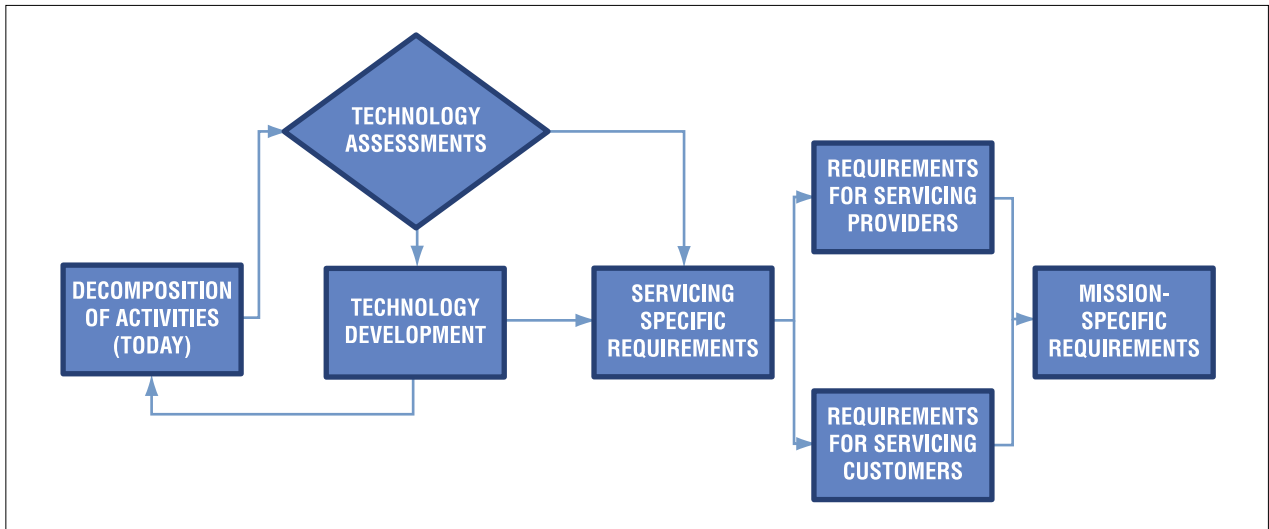 TECHNOLOGY
ASSESSMENTS
DECOMPOSITION
OF ACTIVITIES
(TODAY)
TECHNOLOGY
DEVELOPMENT
SERVICING
SPECIFIC
REQUIREMENTS
REQUIREMENTS
FOR SERVICING
PROVIDERS
REQUIREMENTS
FOR SERVICING
CUSTOMERS
MISSION-
SPECIFIC
REQUIREMENTS